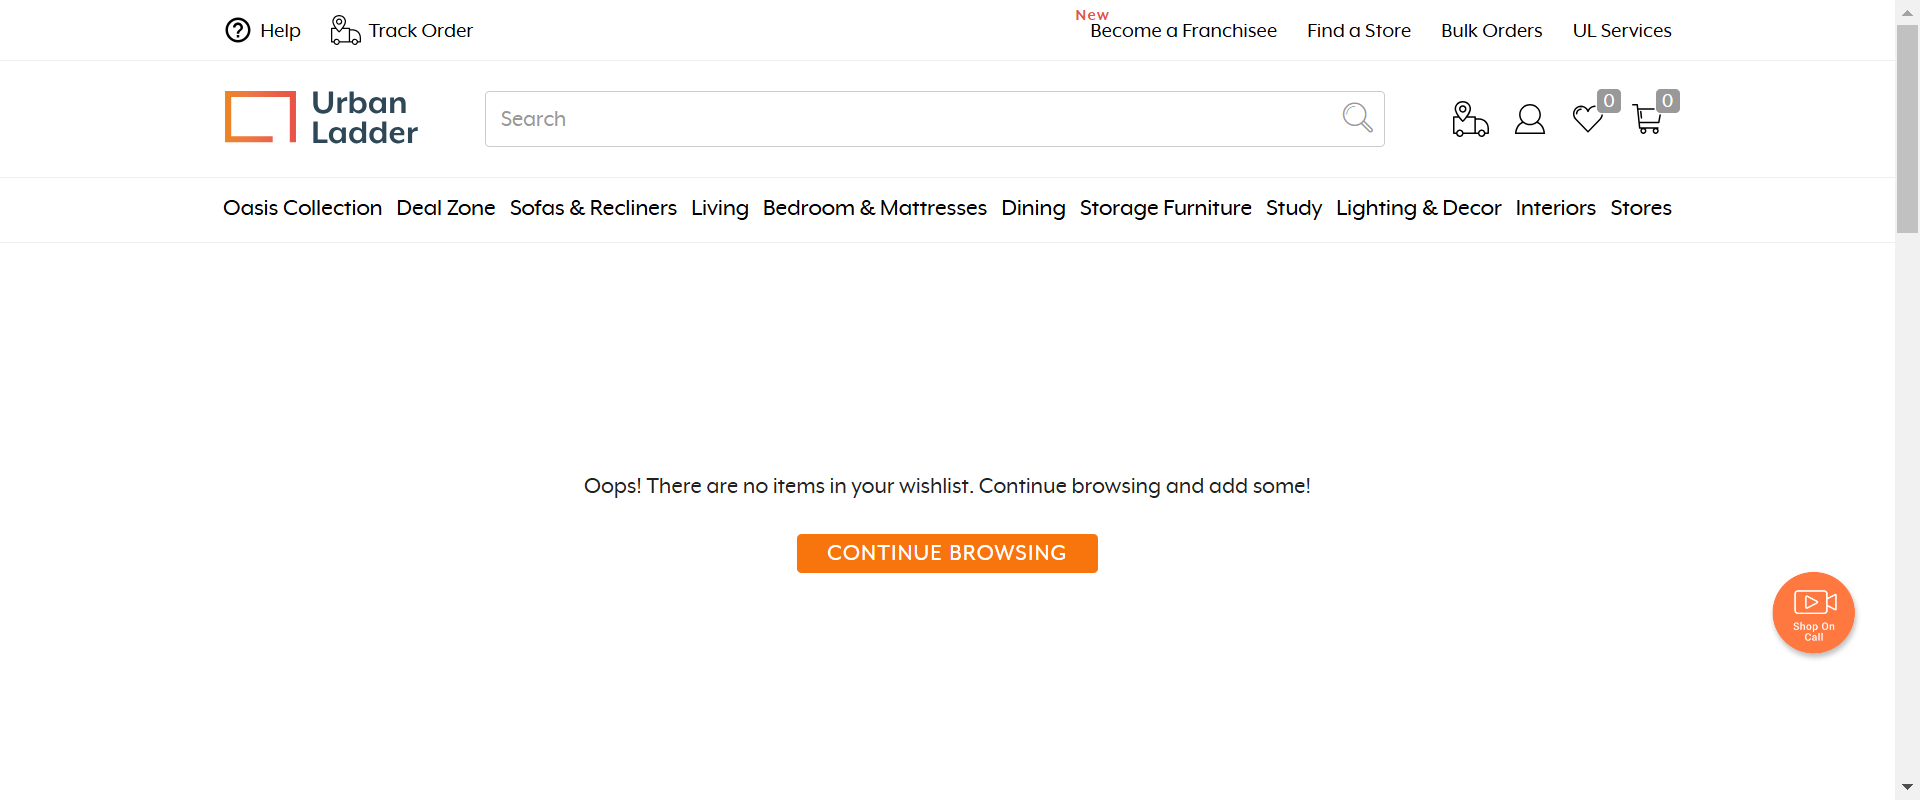 Help Track Order New Become a Franchisee Find a Store Bulk Orders UL Services
Urban
Ladder
Search
0 0
Oasis Collection Deal Zone Sofas & Recliners Living Bedroom & Mattresses Dining Storage Furniture Study Lighting & Decor Interiors Stores
Oops! There are no items in your wishlist. Continue browsing and add some!
CONTINUE BROWSING
Shop On
Call